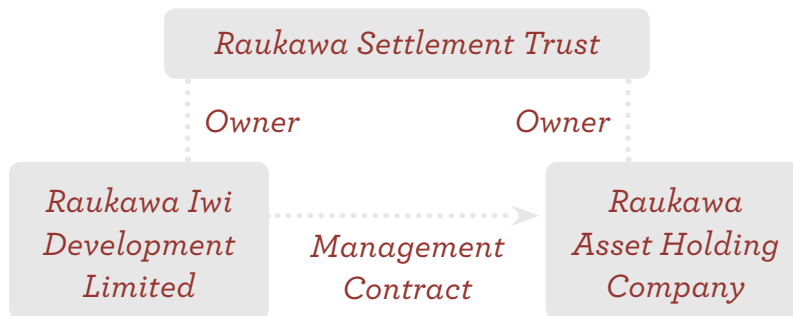 Raukawa Settlement Trust
Owner
Owner
Raukawa Iwi
Development
Limited
Management
Contract
Raukawa
Asset Holding
Company